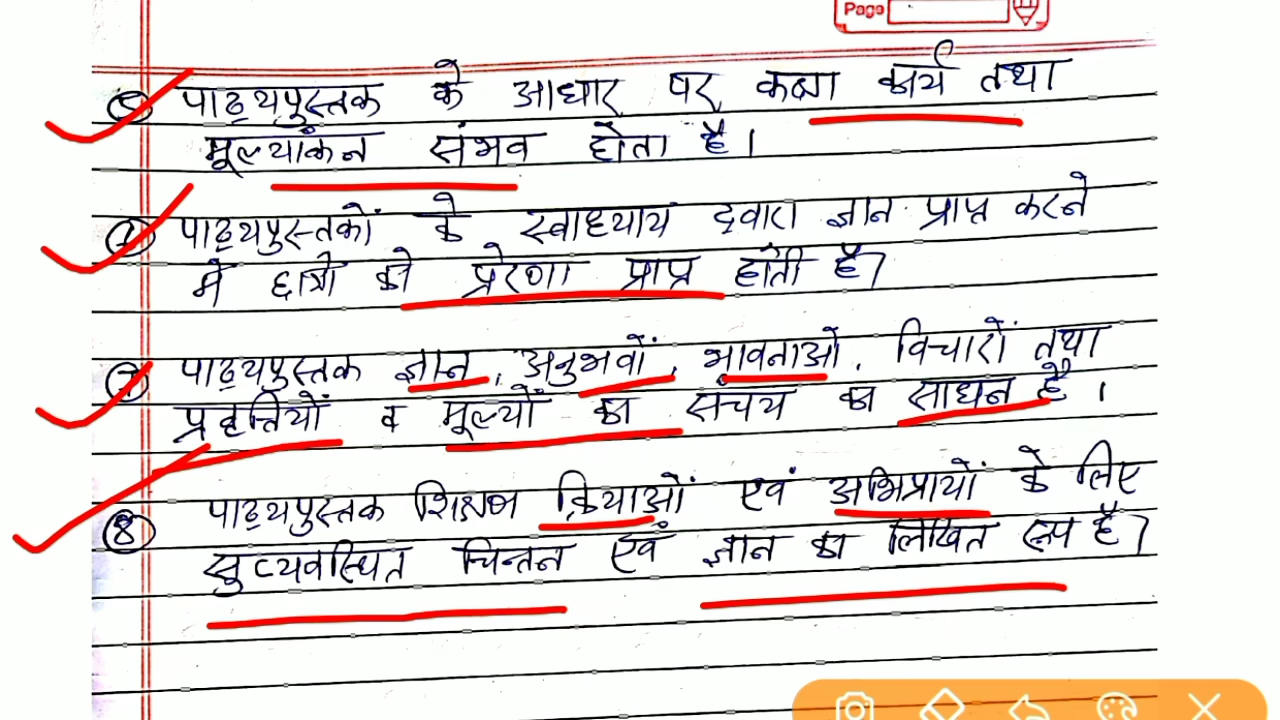 Page
⑤ पाठ्यपुस्तक के आधार पर कक्षा कार्य तथा
मूल्यांकन संभव होता है।
पाठ्यपुस्तकों के स्वाध्याय द्वारा ज्ञान प्राप्त करने
मे छात्रो को प्रेरणा प्राप्त होती है।
⑦ पाठ्यपुस्तक ज्ञान, अनुभवों, भावनाओं, विचारों तथा
प्रवृत्तियों व मूल्यों का संचय का साधन है।
⑧ पाठ्यपुस्तक शिक्षण क्रियाओं एवं अभिप्रायों के लिए
सुव्यवस्थित चिन्तन एवं ज्ञान का लिखित रूप है।